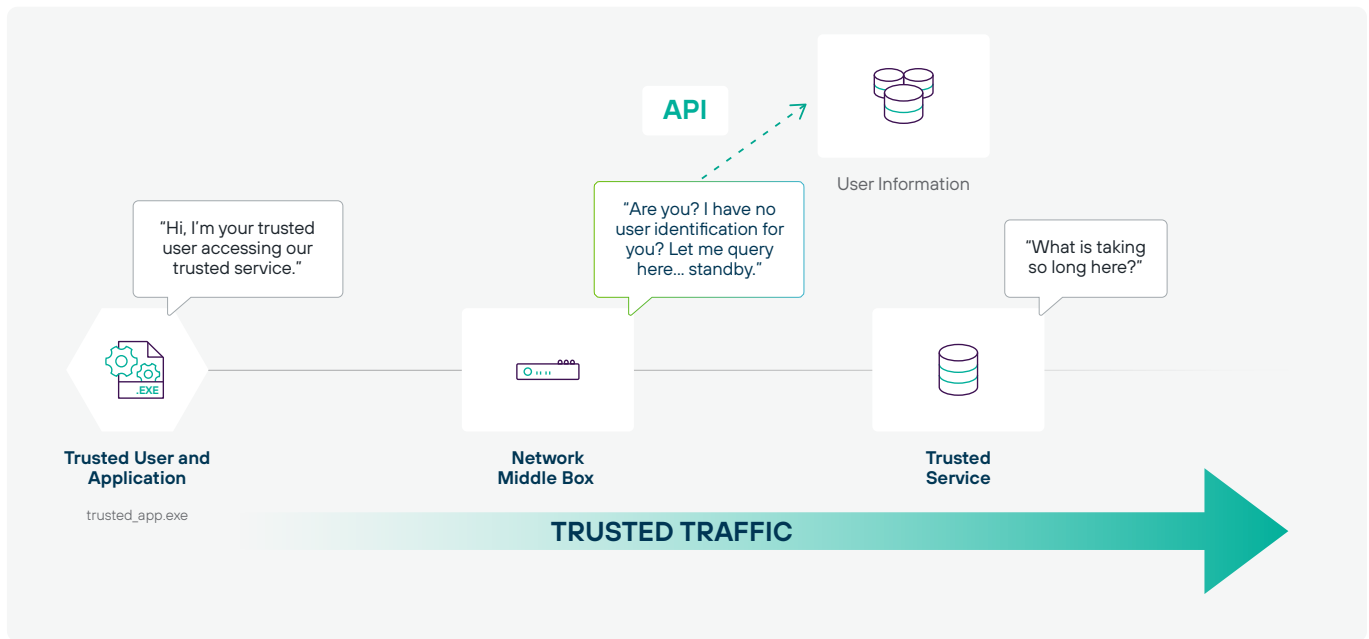 API
User Information
“Hi, I’m your trusted
user accessing our
trusted service.”
“Are you? I have no
user identification for
you? Let me query
here... standby.”
“What is taking
so long here?”
.EXE
Trusted User and
Application
trusted_app.exe
Network
Middle Box
Trusted
Service
TRUSTED TRAFFIC